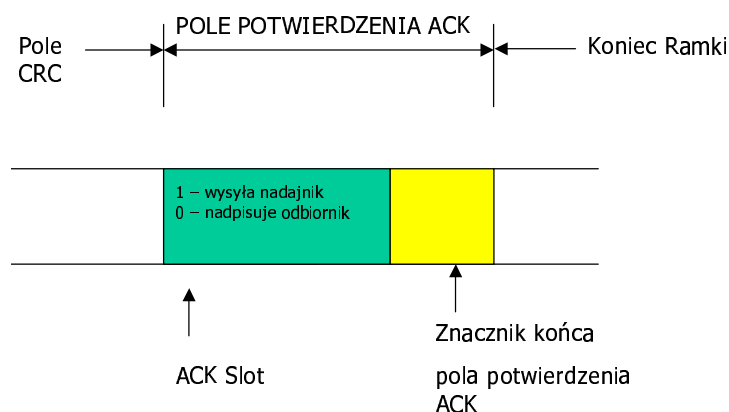 POLE POTWIERDZENIA ACK
Pole
CRC
Koniec Ramki
1 – wysyła nadajnik
0 – nadpisuje odbiornik
ACK Slot
Znacznik końca
pola potwierdzenia
ACK